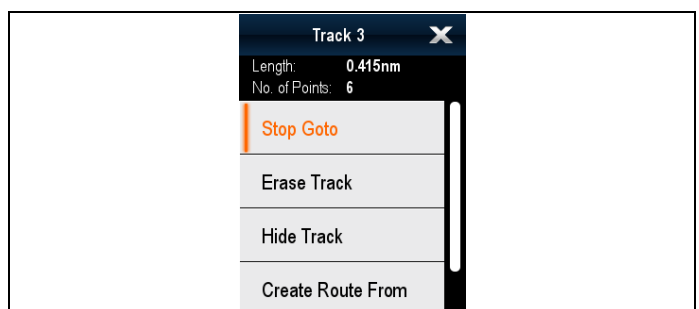 Track 3 X
Length: 0.415nm
No. of Points: 6
Stop Goto
Erase Track
Hide Track
Create Route From